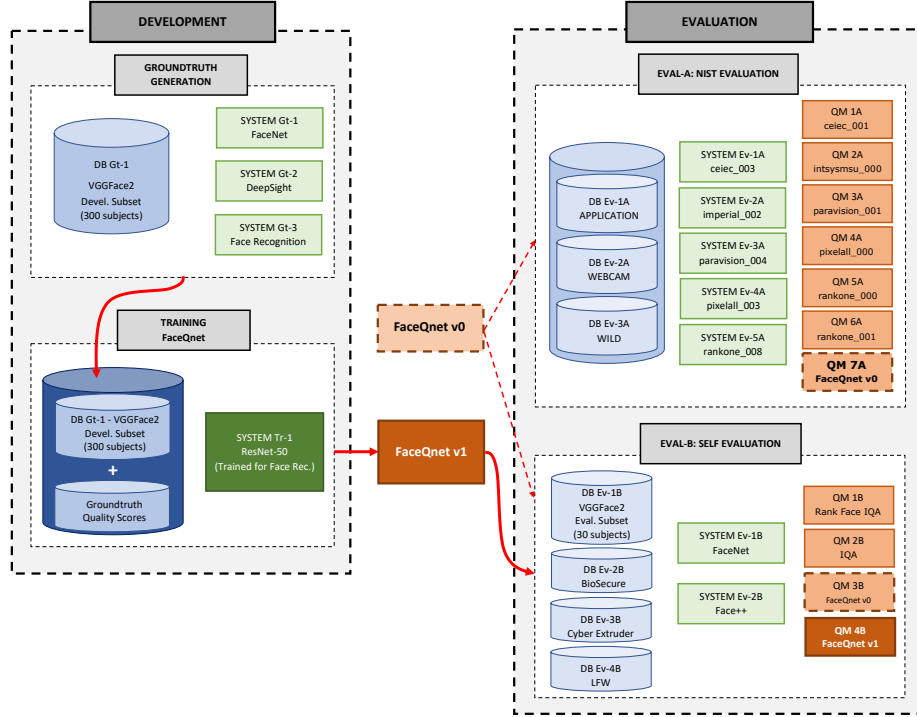 DEVELOPMENT
GROUNDTRUTH
GENERATION
DB Gt-1
VGGFace2
Devel. Subset
(300 subjects)
SYSTEM Gt-1
FaceNet
SYSTEM Gt-2
DeepSight
SYSTEM Gt-3
Face Recognition
TRAINING
FaceQnet
DB Gt-1 - VGGFace2
Devel. Subset
(300 subjects)
+
Groundtruth
Quality Scores
SYSTEM Tr-1
ResNet-50
(Trained for Face Rec.)
FaceQnet v0
FaceQnet v1
EVALUATION
EVAL-A: NIST EVALUATION
DB Ev-1A
APPLICATION
DB Ev-2A
WEBCAM
DB Ev-3A
WILD
SYSTEM Ev-1A
ceiec_003
SYSTEM Ev-2A
imperial_002
SYSTEM Ev-3A
paravision_004
SYSTEM Ev-4A
pixelall_003
SYSTEM Ev-5A
rankone_008
QM 1A
ceiec_001
QM 2A
intsysmsu_000
QM 3A
paravision_001
QM 4A
pixelall_000
QM 5A
rankone_000
QM 6A
rankone_001
QM 7A
FaceQnet v0
EVAL-B: SELF EVALUATION
DB Ev-1B
VGGFace2
Eval. Subset
(30 subjects)
DB Ev-2B
BioSecure
DB Ev-3B
Cyber Extruder
DB Ev-4B
LFW
SYSTEM Ev-1B
FaceNet
SYSTEM Ev-2B
Face++
QM 1B
Rank Face IQA
QM 2B
IQA
QM 3B
FaceQnet v0
QM 4B
FaceQnet v1